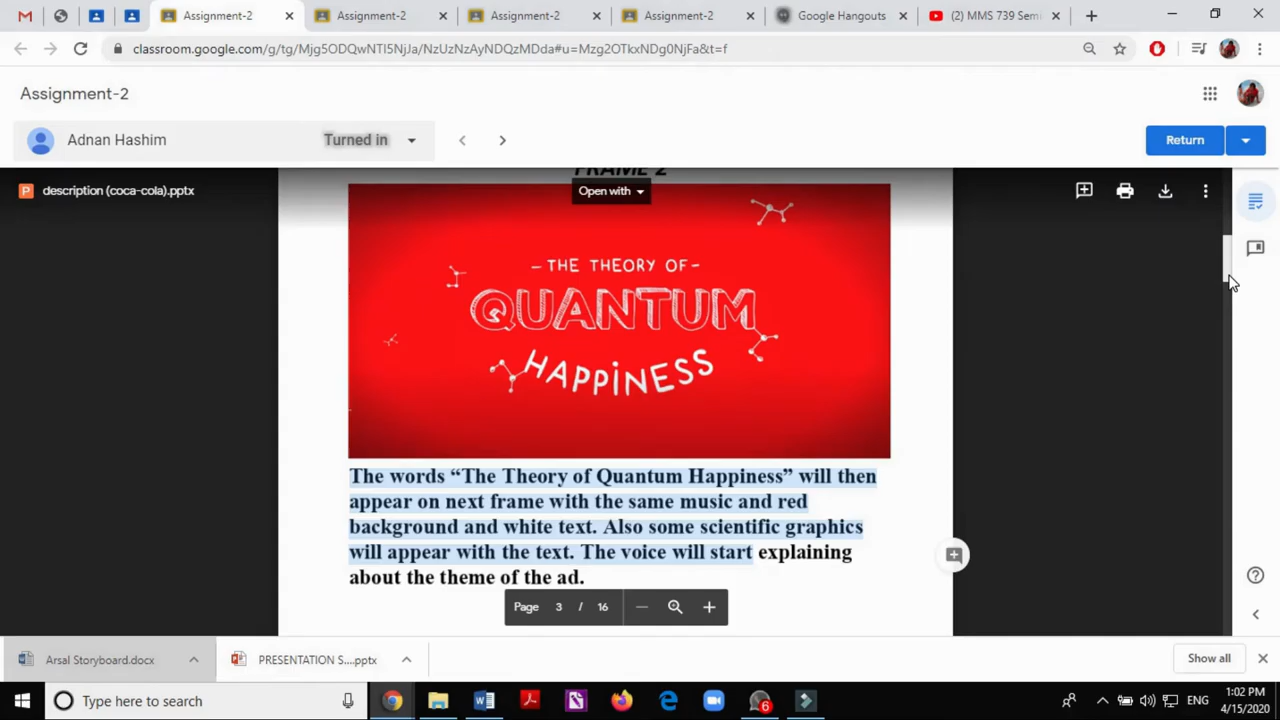 Assignment-2
Assignment-2
Assignment-2
Assignment-2
Google Hangouts
(2) MMS 739 Semi
classroom.google.com/g/tg/Mjg5ODQwNTI5NjJa/NzUzNzAyNDQzMDda#u=Mzg2OTkxNDg0NjFa&t=f
Assignment-2
Adnan Hashim
Turned in
Return
FRAME 2
description (coca-cola).pptx
Open with
– THE THEORY OF –
QUANTUM
HAPPINESS
The words “The Theory of Quantum Happiness” will then
appear on next frame with the same music and red
background and white text. Also some scientific graphics
will appear with the text. The voice will start explaining
about the theme of the ad.
Page 3 / 16
Arsal Storyboard.docx
PRESENTATION S....pptx
Show all
Type here to search
6
ENG
1:02 PM
4/15/2020